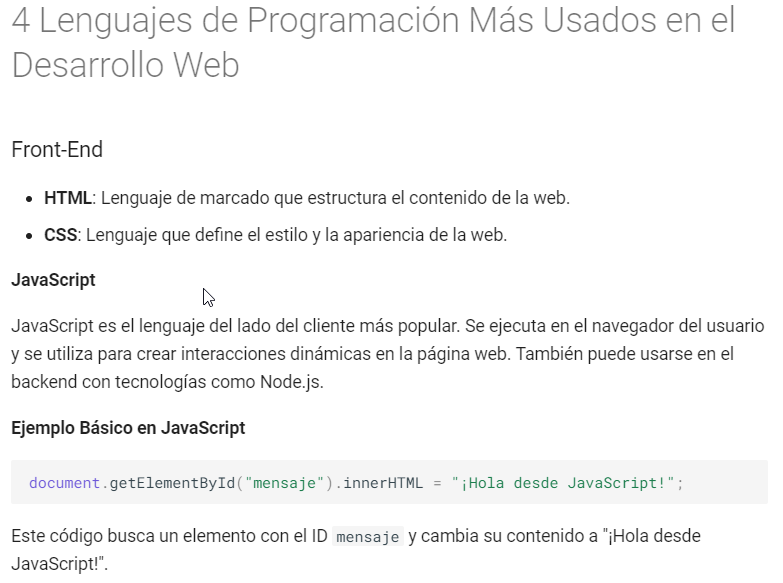 4 Lenguajes de Programación Más Usados en el
Desarrollo Web
Front-End
• HTML: Lenguaje de marcado que estructura el contenido de la web.
• CSS: Lenguaje que define el estilo y la apariencia de la web.
JavaScript
JavaScript es el lenguaje del lado del cliente más popular. Se ejecuta en el navegador del usuario
y se utiliza para crear interacciones dinámicas en la página web. También puede usarse en el
backend con tecnologías como Node.js.
Ejemplo Básico en JavaScript
document.getElementById("mensaje").innerHTML = "¡Hola desde JavaScript!";
Este código busca un elemento con el ID mensaje y cambia su contenido a "¡Hola desde
JavaScript!".